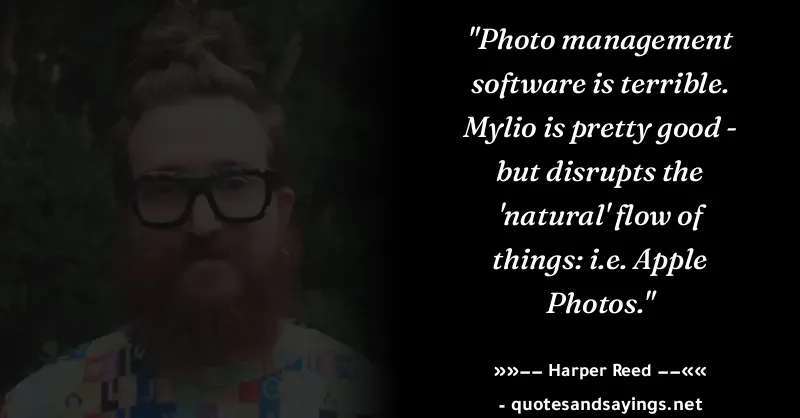 "Photo management
software is terrible.
Mylio is pretty good -
but disrupts the
'natural' flow of
things: i.e. Apple
Photos."
»»−− Harper Reed −−««
- quotesandsayings.net